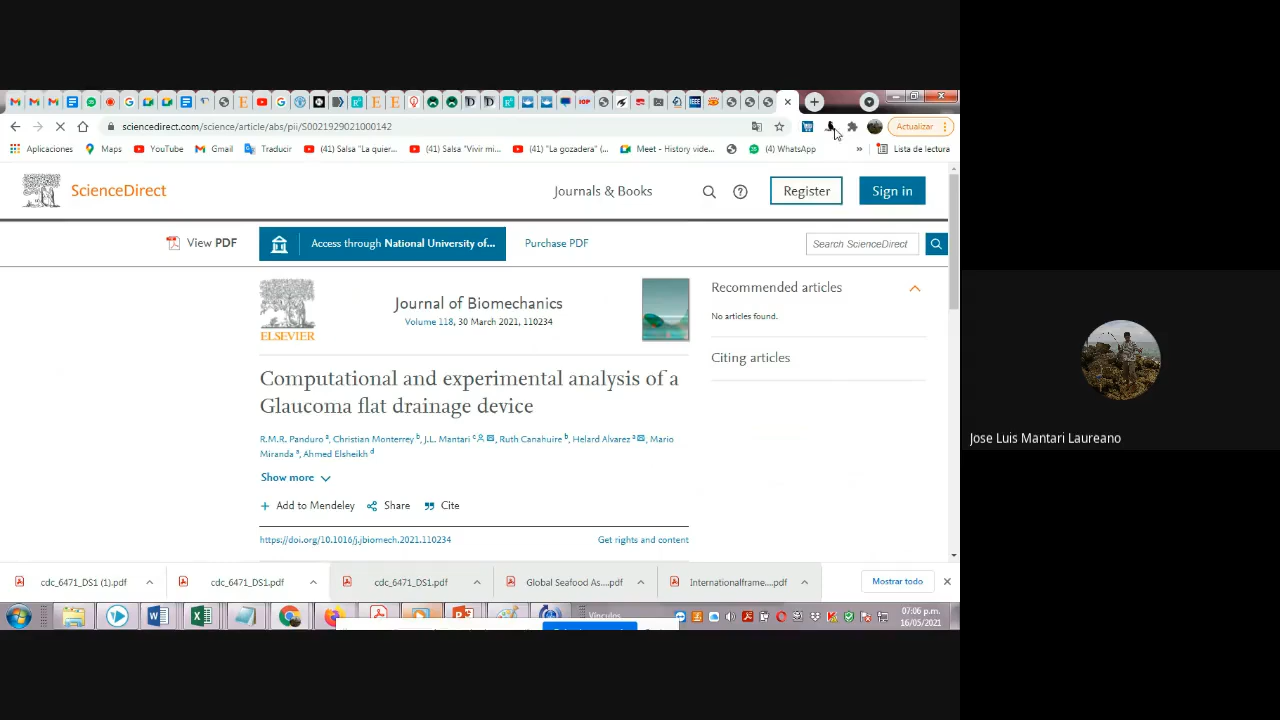 sciencedirect.com/science/article/abs/pii/S0021929021000142
Actualizar
Aplicaciones Maps YouTube Gmail Traducir (41) Salsa "La quier... (41) Salsa "Vivir mi... (41) "La gozadera" (... Meet - History vide... (4) WhatsApp » Lista de lectura
ScienceDirect
Journals & Books
Register
Sign in
View PDF
Access through National University of...
Purchase PDF
Search ScienceDirect
ELSEVIER
Journal of Biomechanics
Volume 118, 30 March 2021, 110234
Recommended articles
No articles found.
Citing articles
Computational and experimental analysis of a
Glaucoma flat drainage device
R.M.R. Panduro a, Christian Monterrey b, J.L. Mantari c, Ruth Canahuire b, Helard Alvarez a, Mario
Miranda a, Ahmed Elsheikh d
Show more
+ Add to Mendeley Share Cite
https://doi.org/10.1016/j.jbiomech.2021.110234
Get rights and content
Jose Luis Mantari Laureano
cdc_6471_DS1 (1).pdf cdc_6471_DS1.pdf cdc_6471_DS1.pdf Global Seafood As....pdf Internationalframe....pdf Mostrar todo
Vínculos
07:06 p.m.
16/05/2021